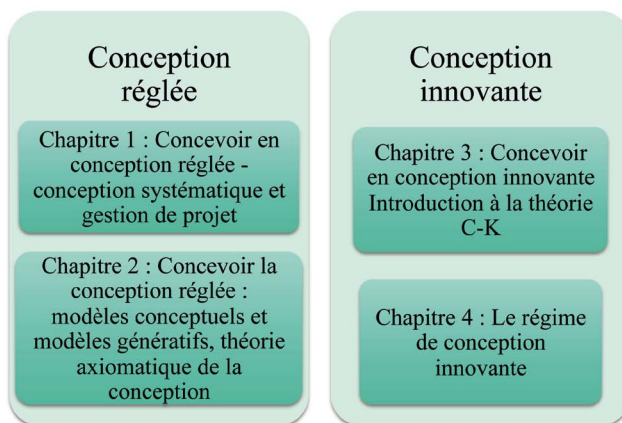 Conception
réglée
Chapitre 1 : Concevoir en
conception réglée -
conception systématique et
gestion de projet
Chapitre 2 : Concevoir la
conception réglée :
modèles conceptuels et
modèles génératifs, théorie
axiomatique de la
conception
Conception
innovante
Chapitre 3 : Concevoir
en conception innovante
Introduction à la théorie
C-K
Chapitre 4 : Le régime
de conception
innovante